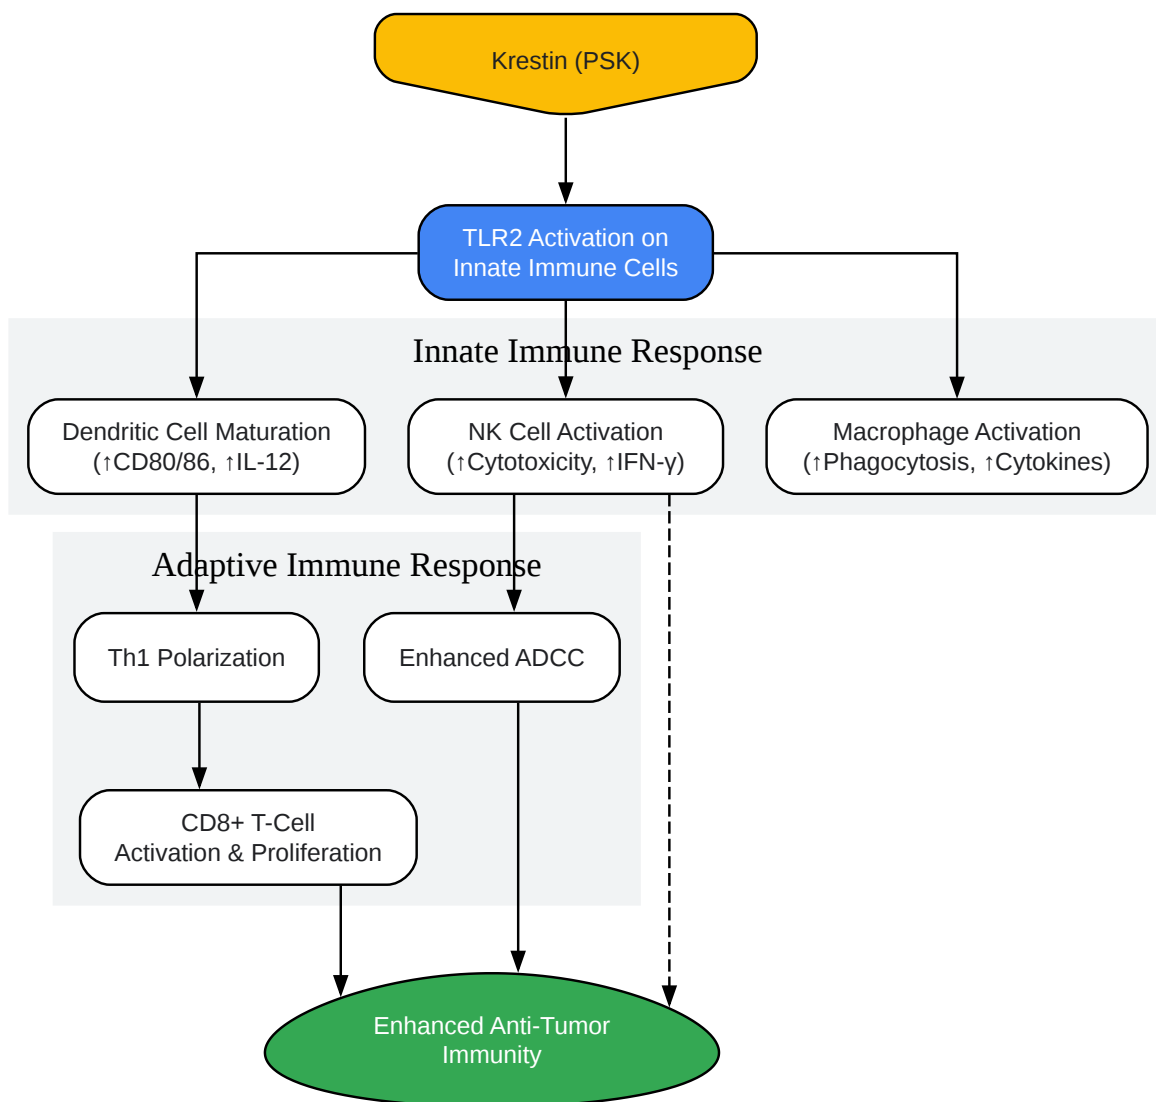 Krestin (PSK)
TLR2 Activation on
Innate Immune Cells
Innate Immune Response
Dendritic Cell Maturation
(↑CD80/86, ↑IL-12)
NK Cell Activation
(↑Cytotoxicity, ↑IFN-γ)
Macrophage Activation
(↑Phagocytosis, ↑Cytokines)
Adaptive Immune Response
Th1 Polarization
Enhanced ADCC
CD8+ T-Cell
Activation & Proliferation
Enhanced Anti-Tumor
Immunity